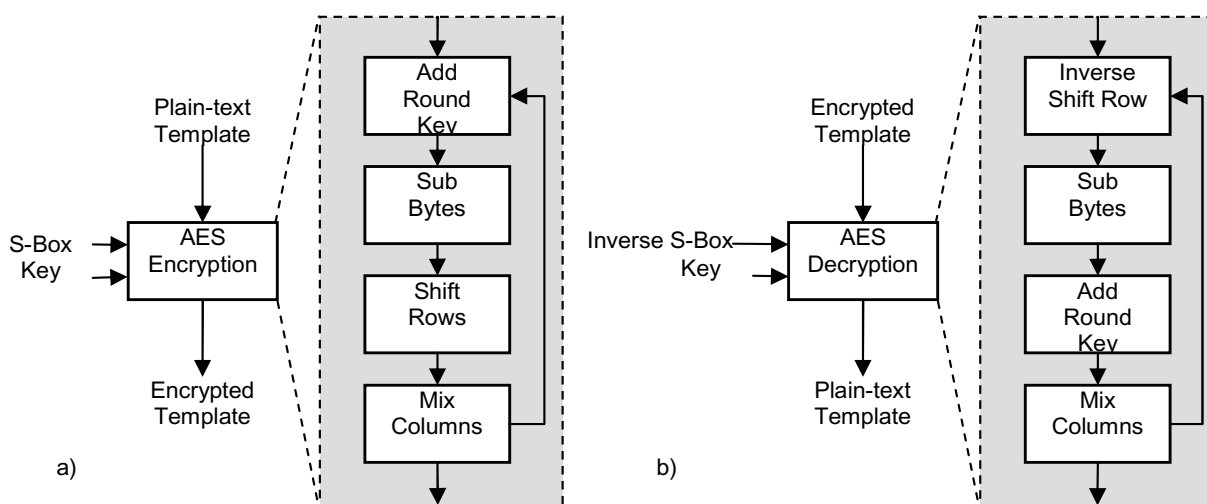 Plain-text
Template
S-Box
Key
AES
Encryption
Encrypted
Template
a)
Add
Round
Key
Sub
Bytes
Shift
Rows
Mix
Columns
Encrypted
Template
Inverse S-Box
Key
AES
Decryption
Plain-text
Template
b)
Inverse
Shift Row
Sub
Bytes
Add
Round
Key
Mix
Columns